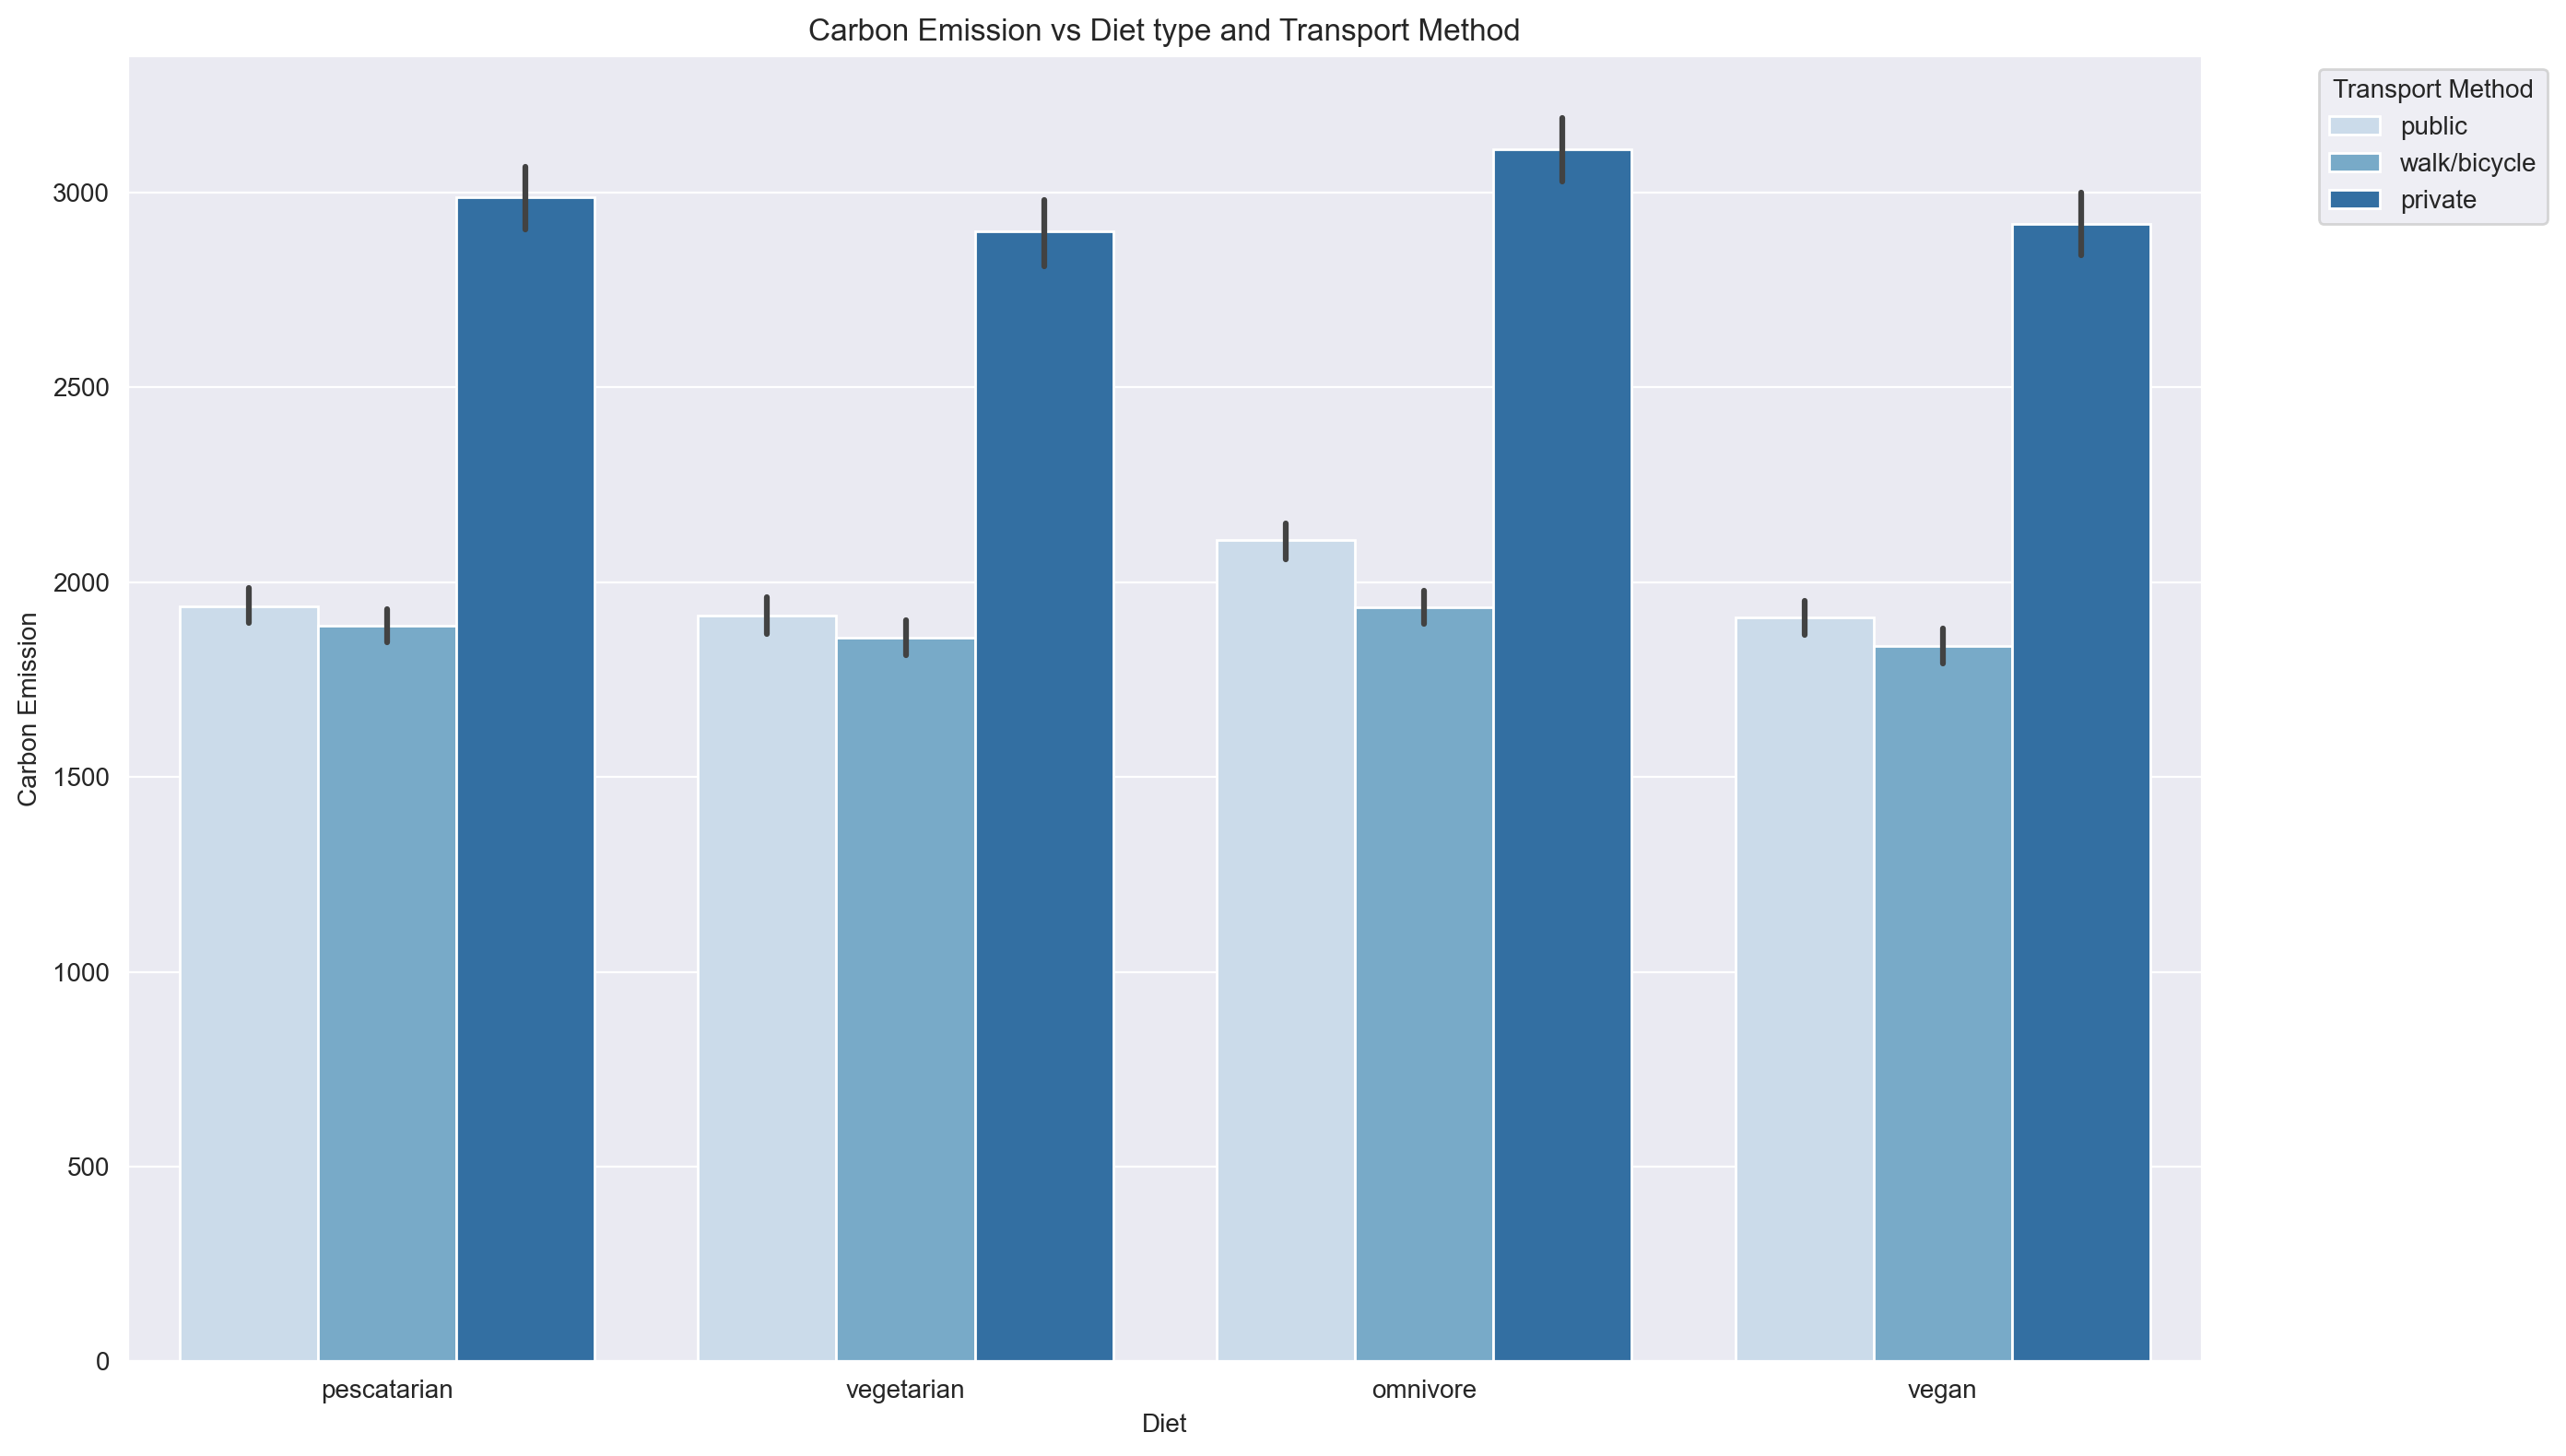 Carbon Emission vs Diet type and Transport Method
Transport Method
public
walk/bicycle
private
Carbon Emission
3000
2500
2000
1500
1000
500
0
pescatarian
vegetarian
omnivore
vegan
Diet